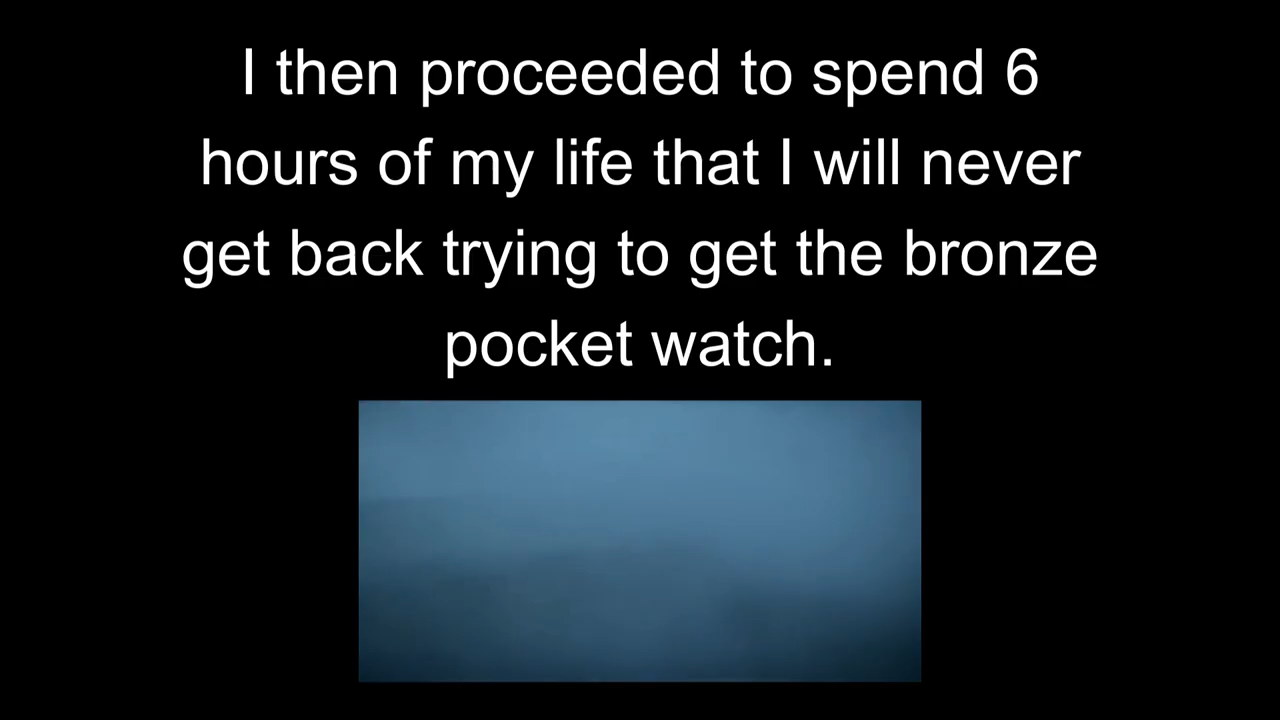 I then proceeded to spend 6
hours of my life that I will never
get back trying to get the bronze
pocket watch.